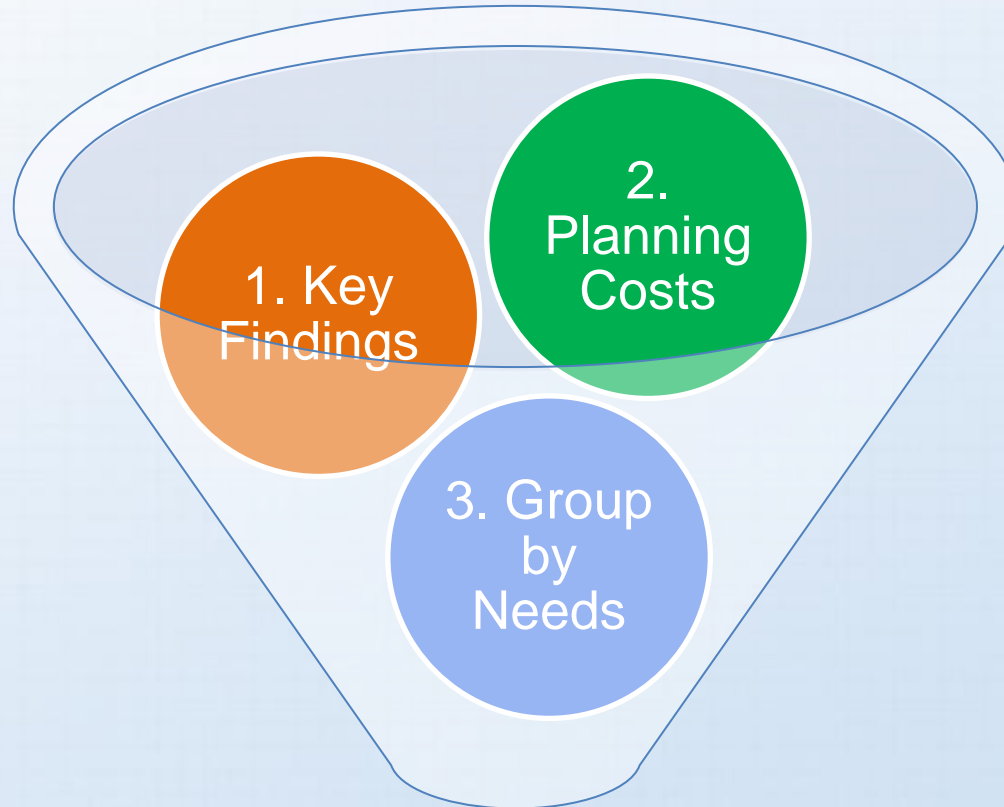 1. Key
Findings
2.
Planning
Costs
3. Group
by
Needs